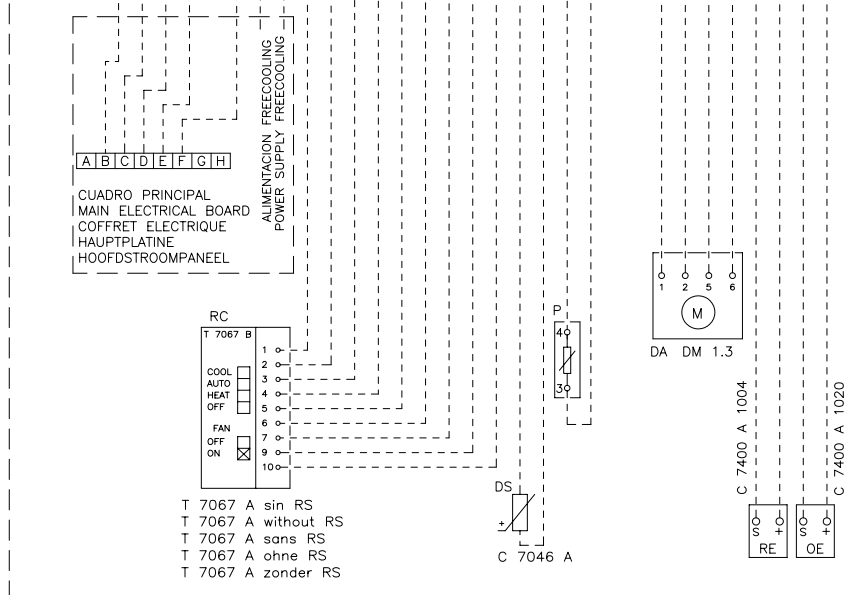 ALIMENTACION FREECOOLING
POWER SUPPLY FREECOOLING
A B C D E F G H
CUADRO PRINCIPAL
MAIN ELECTRICAL BOARD
COFFRET ELECTRIQUE
HAUPTPLATINE
HOOFDSTROOMPANEEL
RC
T 7067 B
1
2
3
4
5
6
7
9
10
COOL
AUTO
HEAT
OFF
FAN
OFF
ON
T 7067 A sin RS
T 7067 A without RS
T 7067 A sans RS
T 7067 A ohne RS
T 7067 A zonder RS
DS
+
C 7046 A
P
4
3
1 2 5 6
M
DA DM 1.3
C 7400 A 1004
S +
RE
C 7400 A 1020
S +
OE